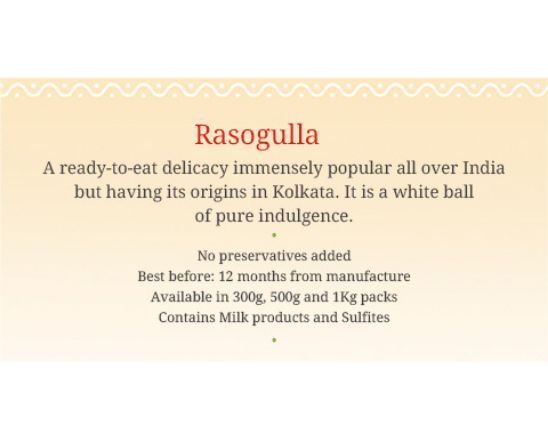 Rasogulla
A ready-to-eat delicacy immensely popular all over India
but having its origins in Kolkata. It is a white ball
of pure indulgence.
No preservatives added
Best before: 12 months from manufacture
Available in 300g, 500g and 1Kg packs
Contains Milk products and Sulfites